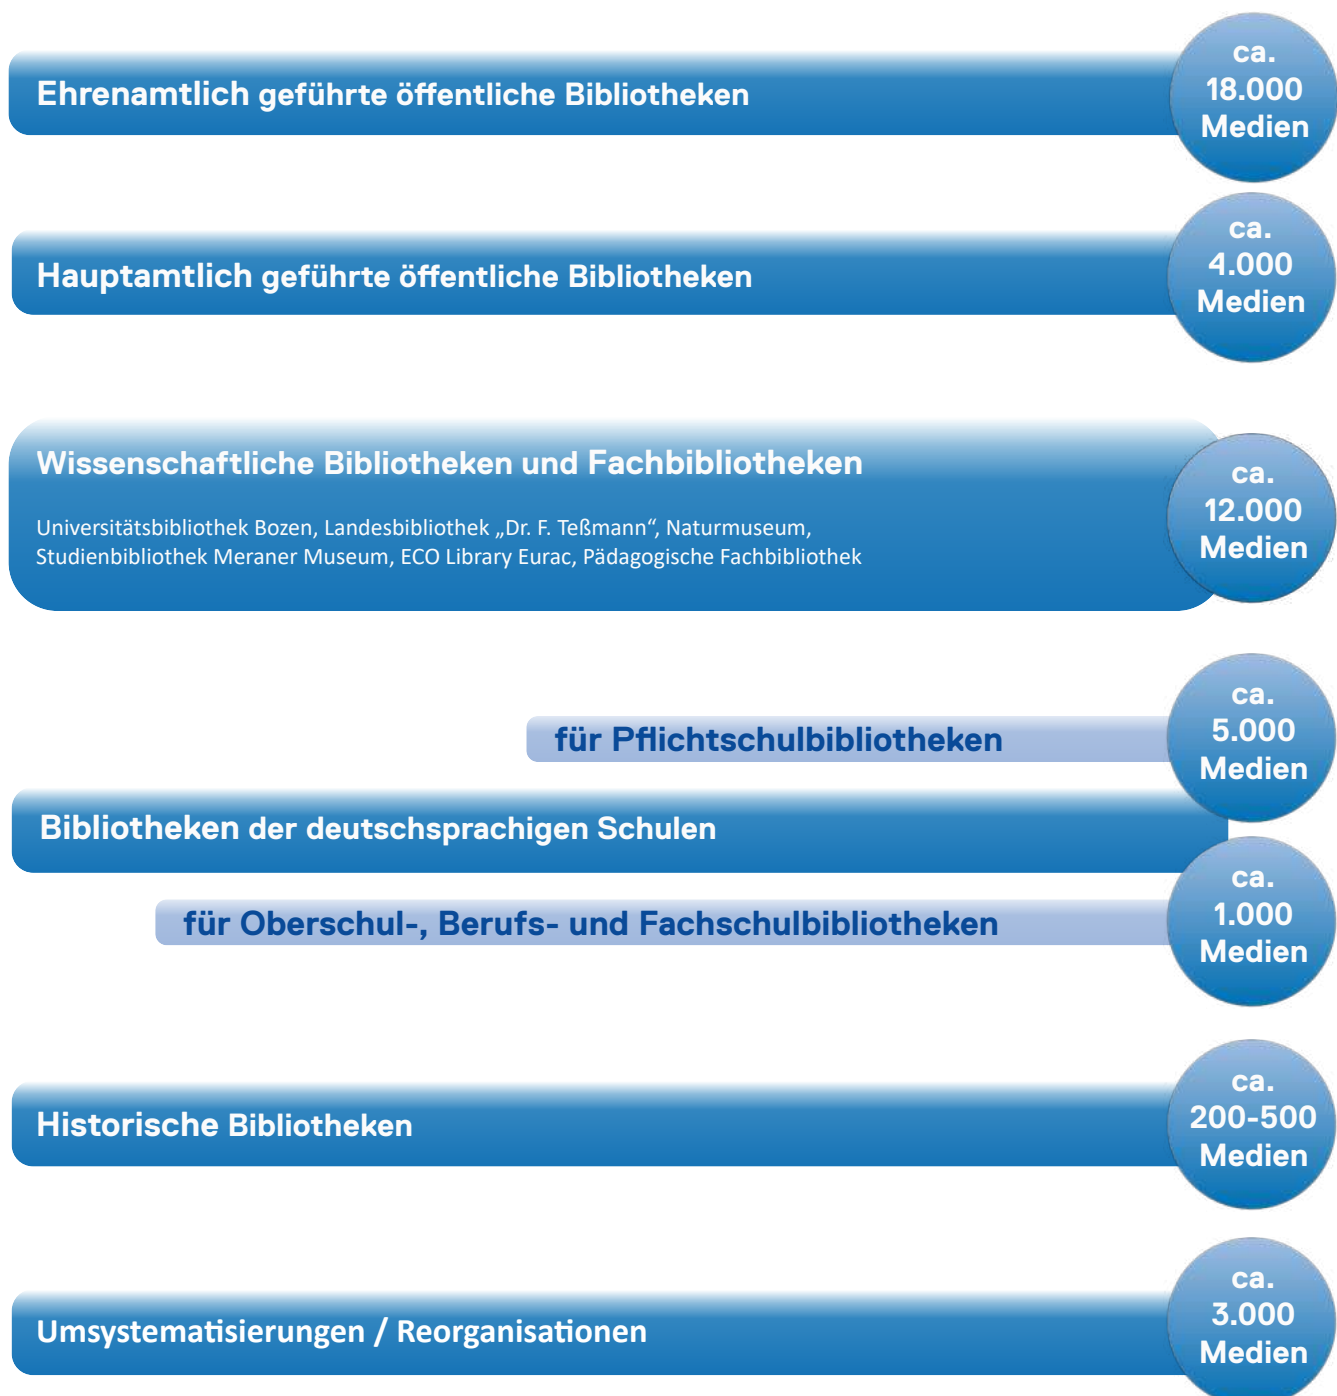 Ehrenamtlich geführte öffentliche Bibliotheken
ca.
18.000
Medien
Hauptamtlich geführte öffentliche Bibliotheken
ca.
4.000
Medien
Wissenschaftliche Bibliotheken und Fachbibliotheken
Universitätsbibliothek Bozen, Landesbibliothek „Dr. F. Teßmann“, Naturmuseum,
Studienbibliothek Meraner Museum, ECO Library Eurac, Pädagogische Fachbibliothek
ca.
12.000
Medien
für Pflichtschulbibliotheken
ca.
5.000
Medien
Bibliotheken der deutschsprachigen Schulen
für Oberschul-, Berufs- und Fachschulbibliotheken
ca.
1.000
Medien
Historische Bibliotheken
ca.
200-500
Medien
Umsystematisierungen / Reorganisationen
ca.
3.000
Medien